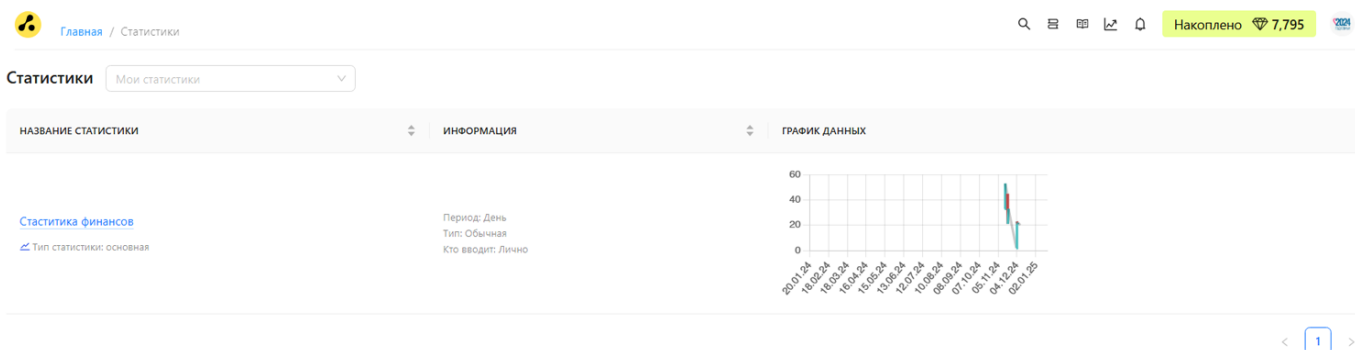 Главная / Статистики
Накоплено 7,795
2024
Статистики
Мои статистики
НАЗВАНИЕ СТАТИСТИКИ
ИНФОРМАЦИЯ
ГРАФИК ДАННЫХ
Стаститика финансов
Тип статистики: основная
Период: День
Тип: Обычная
Кто вводит: Лично
60
40
20
0
20.01.24
18.02.24
18.03.24
16.04.24
15.05.24
13.06.24
12.07.24
10.08.24
08.09.24
07.10.24
05.11.24
04.12.24
02.01.25
1